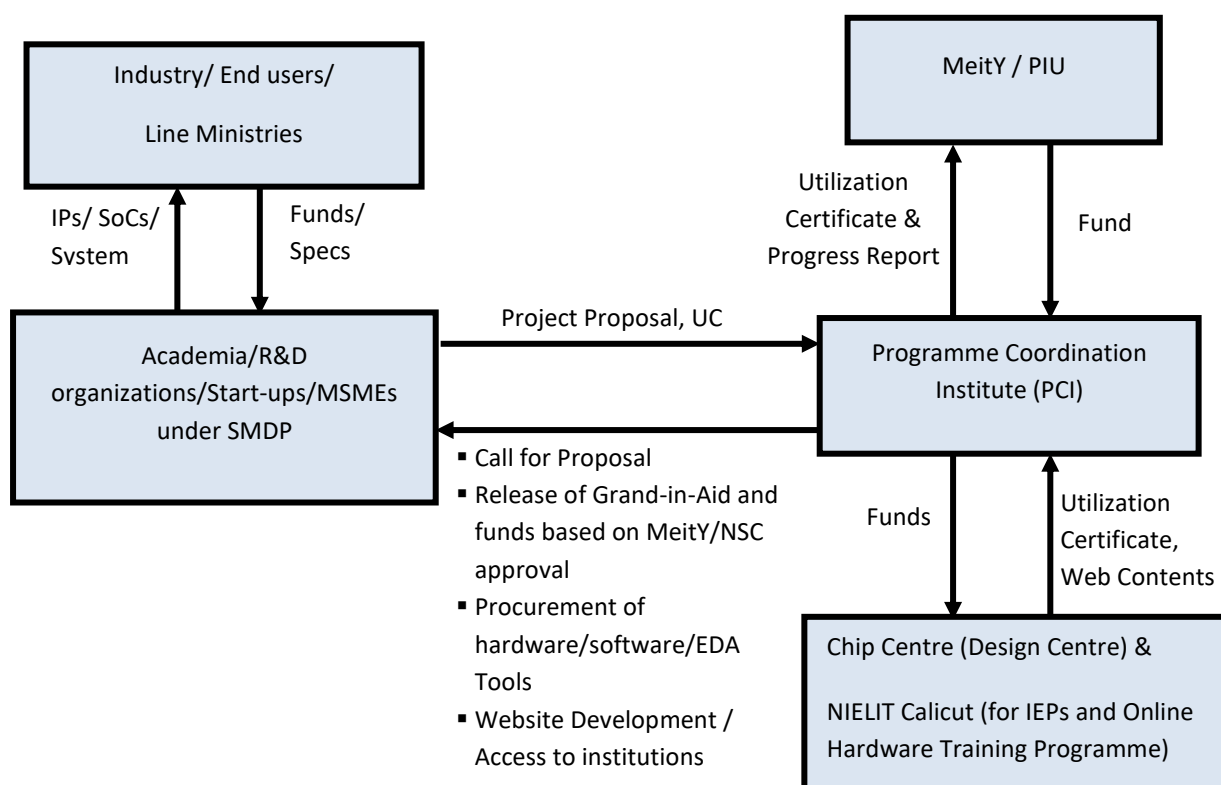 Industry/ End users/
Line Ministries
MeitY / PIU
IPs/ SoCs/
System
Funds/
Specs
Utilization
Certificate &
Progress Report
Fund
Academia/R&D
organizations/Start-ups/MSMEs
under SMDP
Project Proposal, UC
Programme Coordination
Institute (PCI)
▪ Call for Proposal
▪ Release of Grand-in-Aid and
funds based on MeitY/NSC
approval
▪ Procurement of
hardware/software/EDA
Tools
▪ Website Development /
Access to institutions
Funds
Utilization
Certificate,
Web Contents
Chip Centre (Design Centre) &
NIELIT Calicut (for IEPs and Online
Hardware Training Programme)